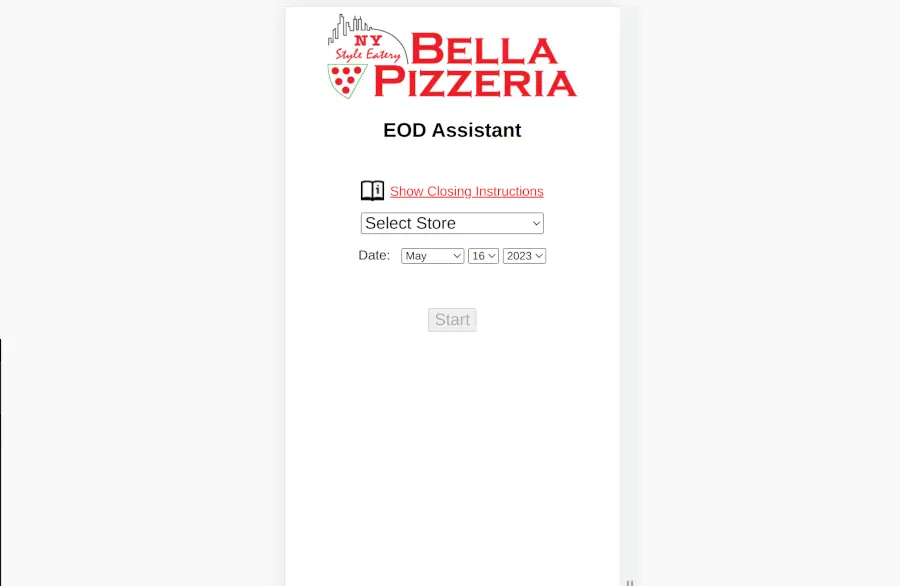 NY
Style Eatery
BELLA
PIZZERIA
EOD Assistant
Show Closing Instructions
Select Store
Date: May 16 2023
Start